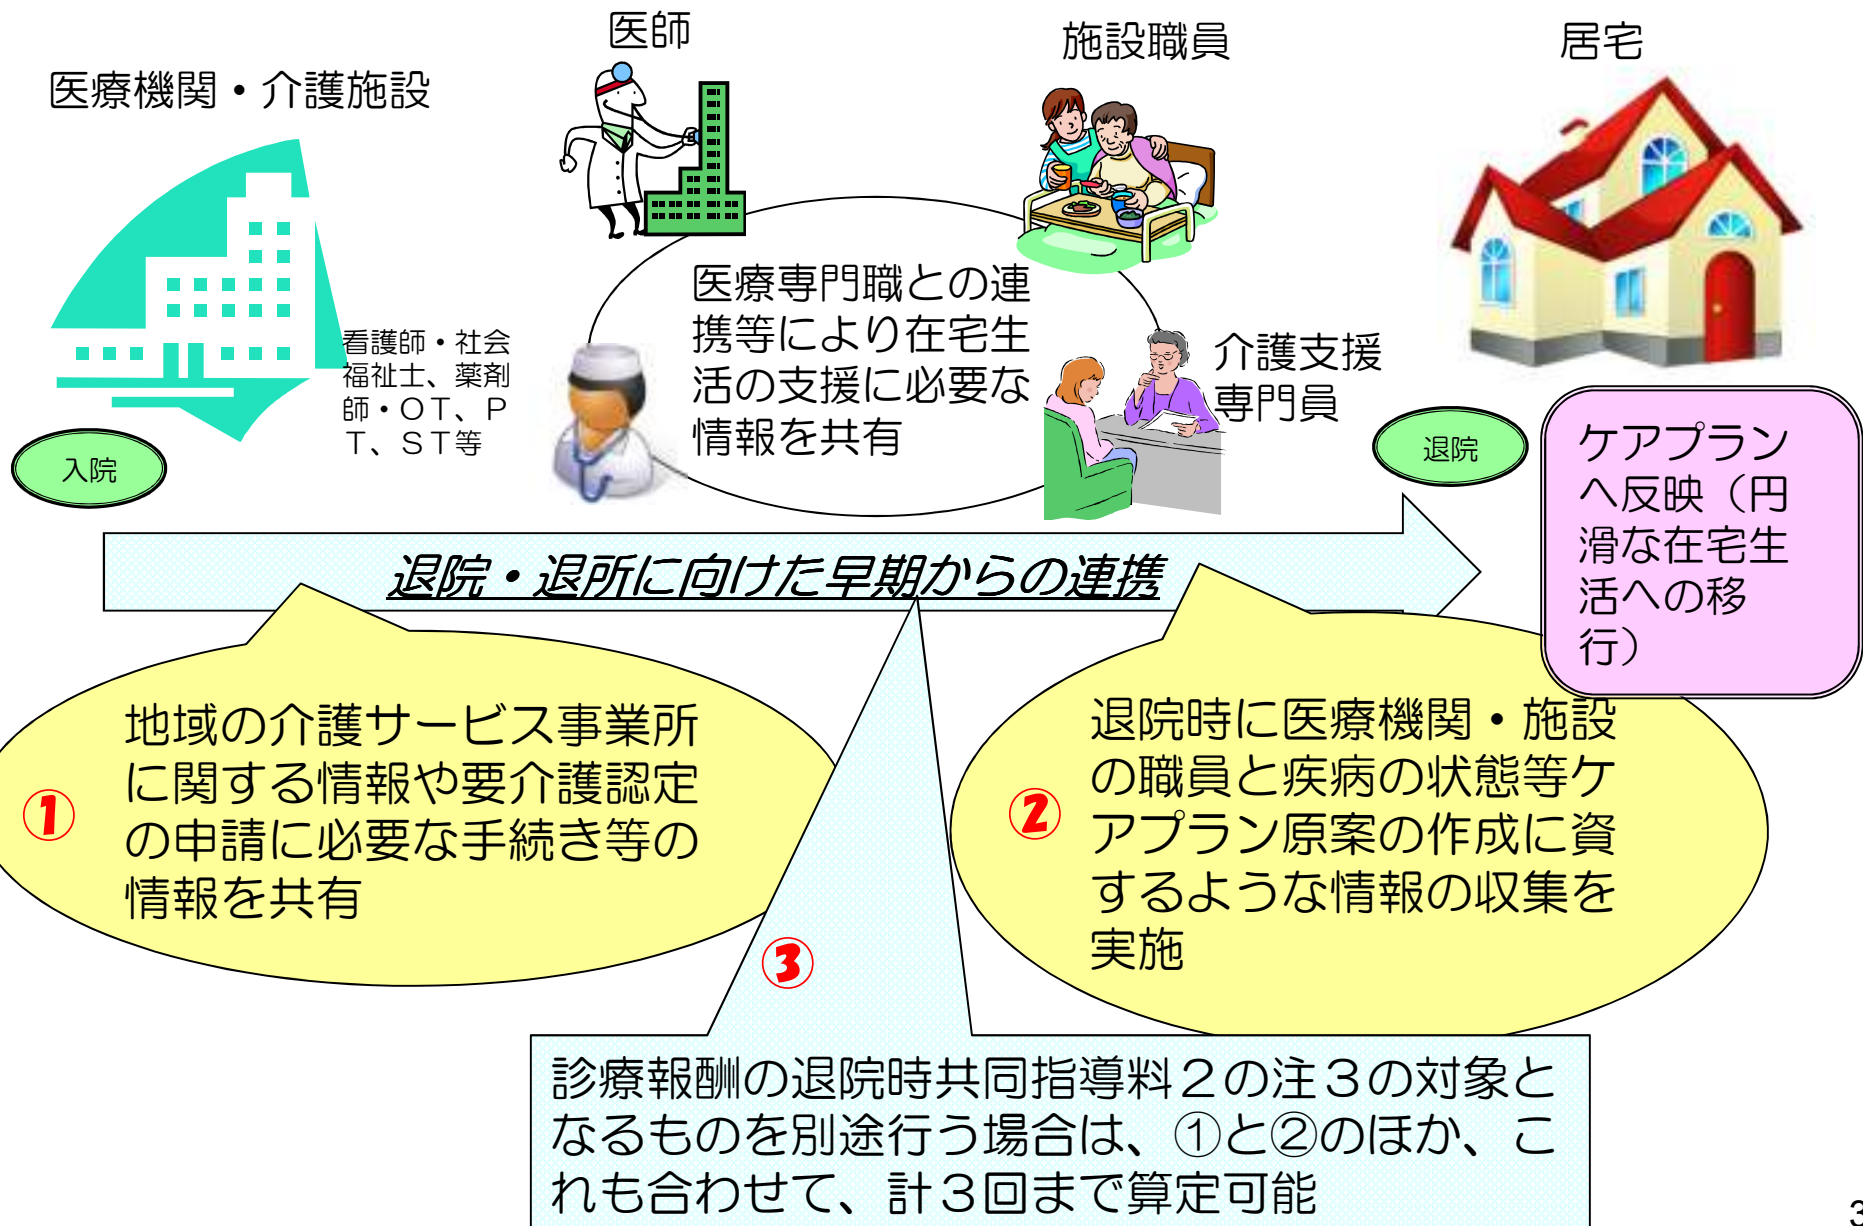 医師
施設職員
居宅
医療機関・介護施設
医療専門職との連
携等により在宅生
活の支援に必要な
情報を共有
看護師・社会
福祉士、薬剤
師・ＯＴ、Ｐ
Ｔ、ＳＴ等
介護支援
専門員
入院
退院
ケアプラン
へ反映（円
滑な在宅生
活への移
行）
退院・退所に向けた早期からの連携
①
地域の介護サービス事業所
に関する情報や要介護認定
の申請に必要な手続き等の
情報を共有
②
退院時に医療機関・施設
の職員と疾病の状態等ケ
アプラン原案の作成に資
するような情報の収集を
実施
③
診療報酬の退院時共同指導料２の注３の対象と
なるものを別途行う場合は、①と②のほか、こ
れも合わせて、計３回まで算定可能
3